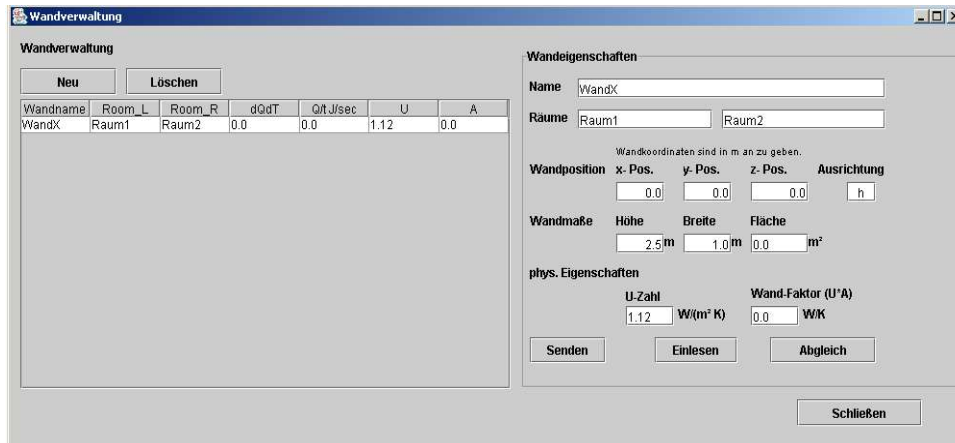 Wandverwaltung
Wandverwaltung
Neu Löschen
Wandname Room_L Room_R dQdT Q/t J/sec U A
WandX Raum1 Raum2 0.0 0.0 1.12 0.0
Wandeigenschaften
Name WandX
Räume Raum1 Raum2
Wandkoordinaten sind in m an zu geben.
Wandposition x- Pos. y- Pos. z- Pos. Ausrichtung
0.0 0.0 0.0 h
Wandmaße Höhe Breite Fläche
2.5 m 1.0 m 0.0 m²
phys. Eigenschaften
U-Zahl Wand-Faktor (U*A)
1.12 W/(m² K) 0.0 W/K
Senden Einlesen Abgleich
Schließen